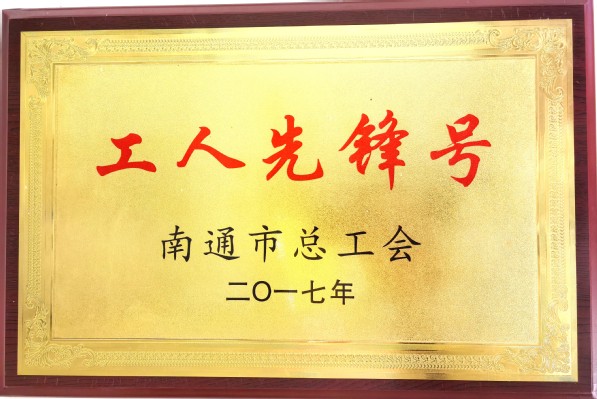 工人先锋号
南通市总工会
二〇一七年